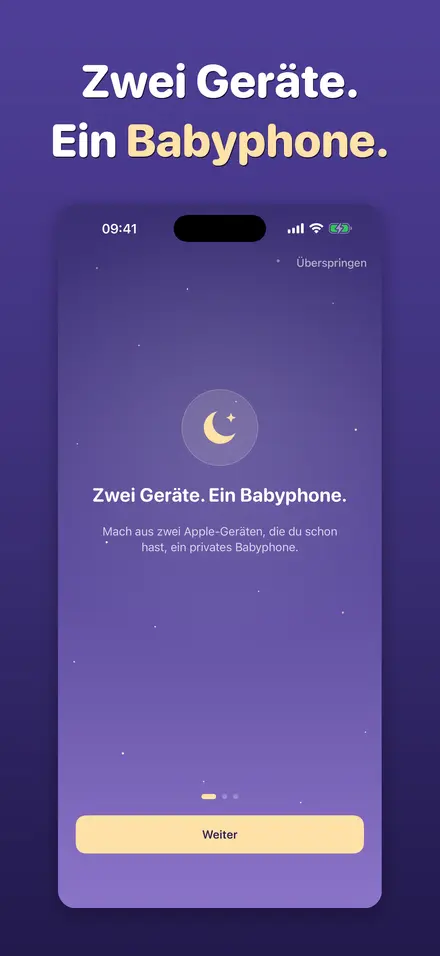 Zwei Geräte.
Ein Babyphone.
09:41
Überspringen
Zwei Geräte. Ein Babyphone.
Mach aus zwei Apple-Geräten, die du schon
hast, ein privates Babyphone.
Weiter